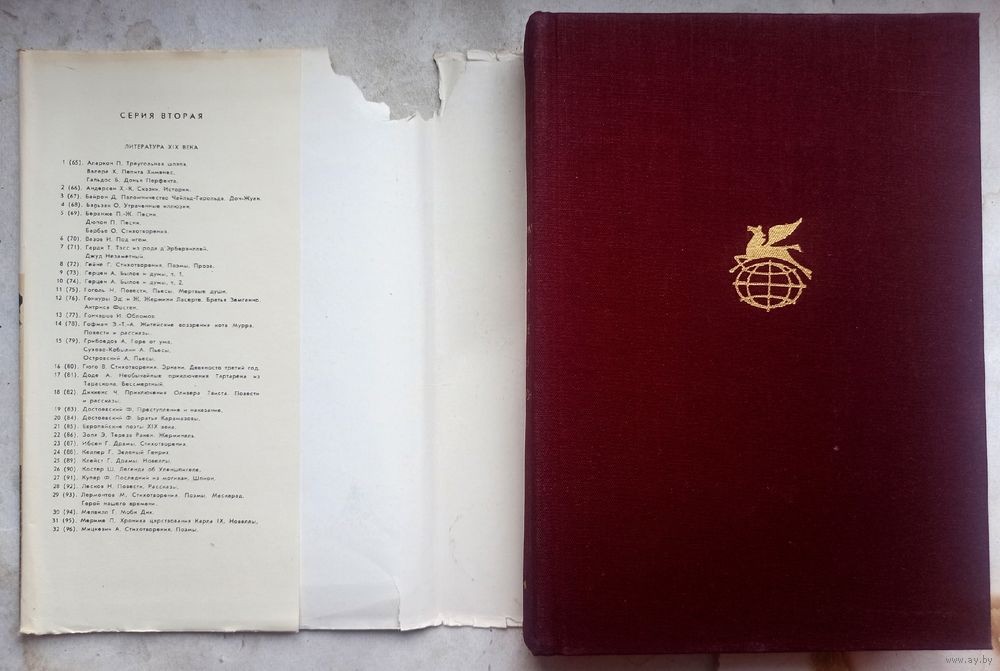 СЕРИЯ ВТОРАЯ
ЛИТЕРАТУРА XIX ВЕКА
1 (65). Аларкон П. Треугольная шляпа.
Валера Х. Пепита Хименес.
Гальдос Б. Донья Перфекта.
2 (66). Андерсен Х.-К. Сказки. Истории.
3 (67). Байрон Д. Паломничество Чайльд-Гарольда. Дон-Жуан.
4 (68). Бальзак О. Утраченные иллюзии.
5 (69). Беранже П.-Ж. Песни.
Дюпон П. Песни.
Барбье О. Стихотворения.
6 (70). Вазов И. Под игом.
7 (71). Гарди Т. Тэсс из рода д'Эрбервиллей.
Джуд Незаметный.
8 (72). Гейне Г. Стихотворения. Поэмы. Проза.
9 (73). Герцен А. Былое и думы, т. 1.
10 (74). Герцен А. Былое и думы, т. 2.
11 (75). Гоголь Н. Повести. Пьесы. Мертвые души.
12 (76). Гонкуры Эд. и Ж. Жермини Ласерте. Братья Земганно.
Актриса Фостен.
13 (77). Гончаров И. Обломов.
14 (78). Гофман Э.-Т.-А. Житейские воззрения кота Мурра.
Повести и рассказы.
15 (79). Грибоедов А. Горе от ума.
Сухово-Кобылин А. Пьесы.
Островский А. Пьесы.
16 (80). Гюго В. Стихотворения. Эрнани. Девяносто третий год.
17 (81). Доде А. Необычайные приключения Тартарена из
Тараскона. Бессмертный.
18 (82). Диккенс Ч. Приключения Оливера Твиста. Повести
и рассказы.
19 (83). Достоевский Ф. Преступление и наказание.
20 (84). Достоевский Ф. Братья Карамазовы.
21 (85). Европейские поэты XIX века.
22 (86). Золя Э. Тереза Ракен. Жерминаль.
23 (87). Ибсен Г. Драмы. Стихотворения.
24 (88). Келлер Г. Зеленый Генрих.
25 (89). Клейст Г. Драмы. Новеллы.
26 (90). Костер Ш. Легенда об Уленшпигеле.
27 (91). Купер Ф. Последний из могикан. Шпион.
28 (92). Лесков Н. Повести. Рассказы.
29 (93). Лермонтов М. Стихотворения. Поэмы. Маскарад.
Герой нашего времени.
30 (94). Мелвилл Г. Моби Дик.
31 (95). Мериме П. Хроника царствования Карла IX. Новеллы.
32 (96). Мицкевич А. Стихотворения. Поэмы.
www.ay.by